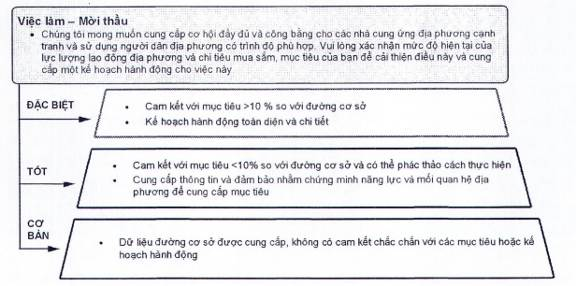 Việc làm – Mời thầu
• Chúng tôi mong muốn cung cấp cơ hội đầy đủ và công bằng cho các nhà cung ứng địa phương cạnh
tranh và sử dụng người dân địa phương có trình độ phù hợp. Vui lòng xác nhận mức độ hiện tại của
lực lượng lao động địa phương và chi tiêu mua sắm, mục tiêu của bạn để cải thiện điều này và cung
cấp một kế hoạch hành động cho việc này
ĐẶC BIỆT
• Cam kết với mục tiêu >10 % so với đường cơ sở
• Kế hoạch hành động toàn diện và chi tiết
TỐT
• Cam kết với mục tiêu <10% so với đường cơ sở và có thể phác thảo cách thực hiện
• Cung cấp thông tin và đảm bảo nhằm chứng minh năng lực và mối quan hệ địa
phương để cung cấp mục tiêu
CƠ
BẢN
• Dữ liệu đường cơ sở được cung cấp, không có cam kết chắc chắn với các mục tiêu hoặc kế
hoạch hành động